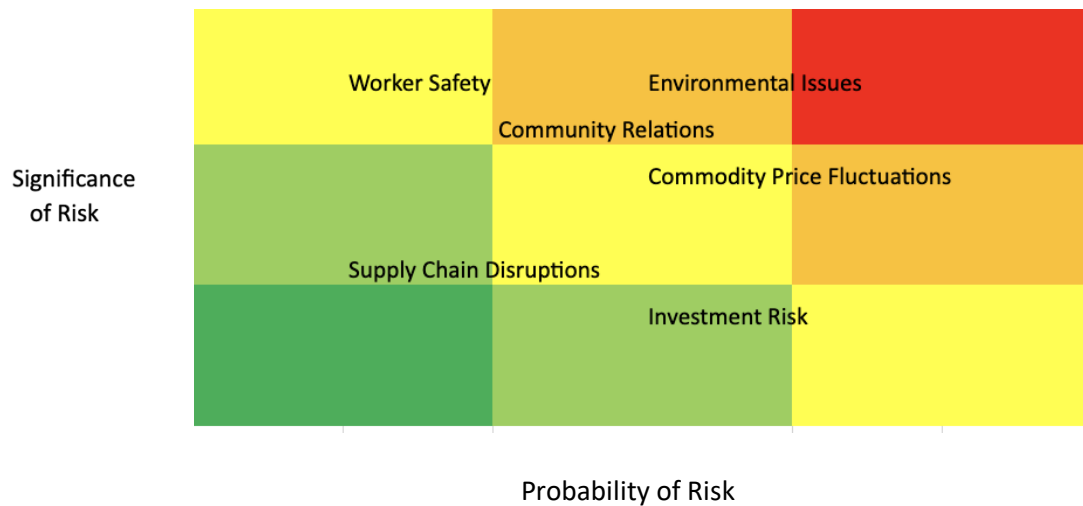 Worker Safety
Environmental Issues
Community Relations
Significance
of Risk
Commodity Price Fluctuations
Supply Chain Disruptions
Investment Risk
Probability of Risk